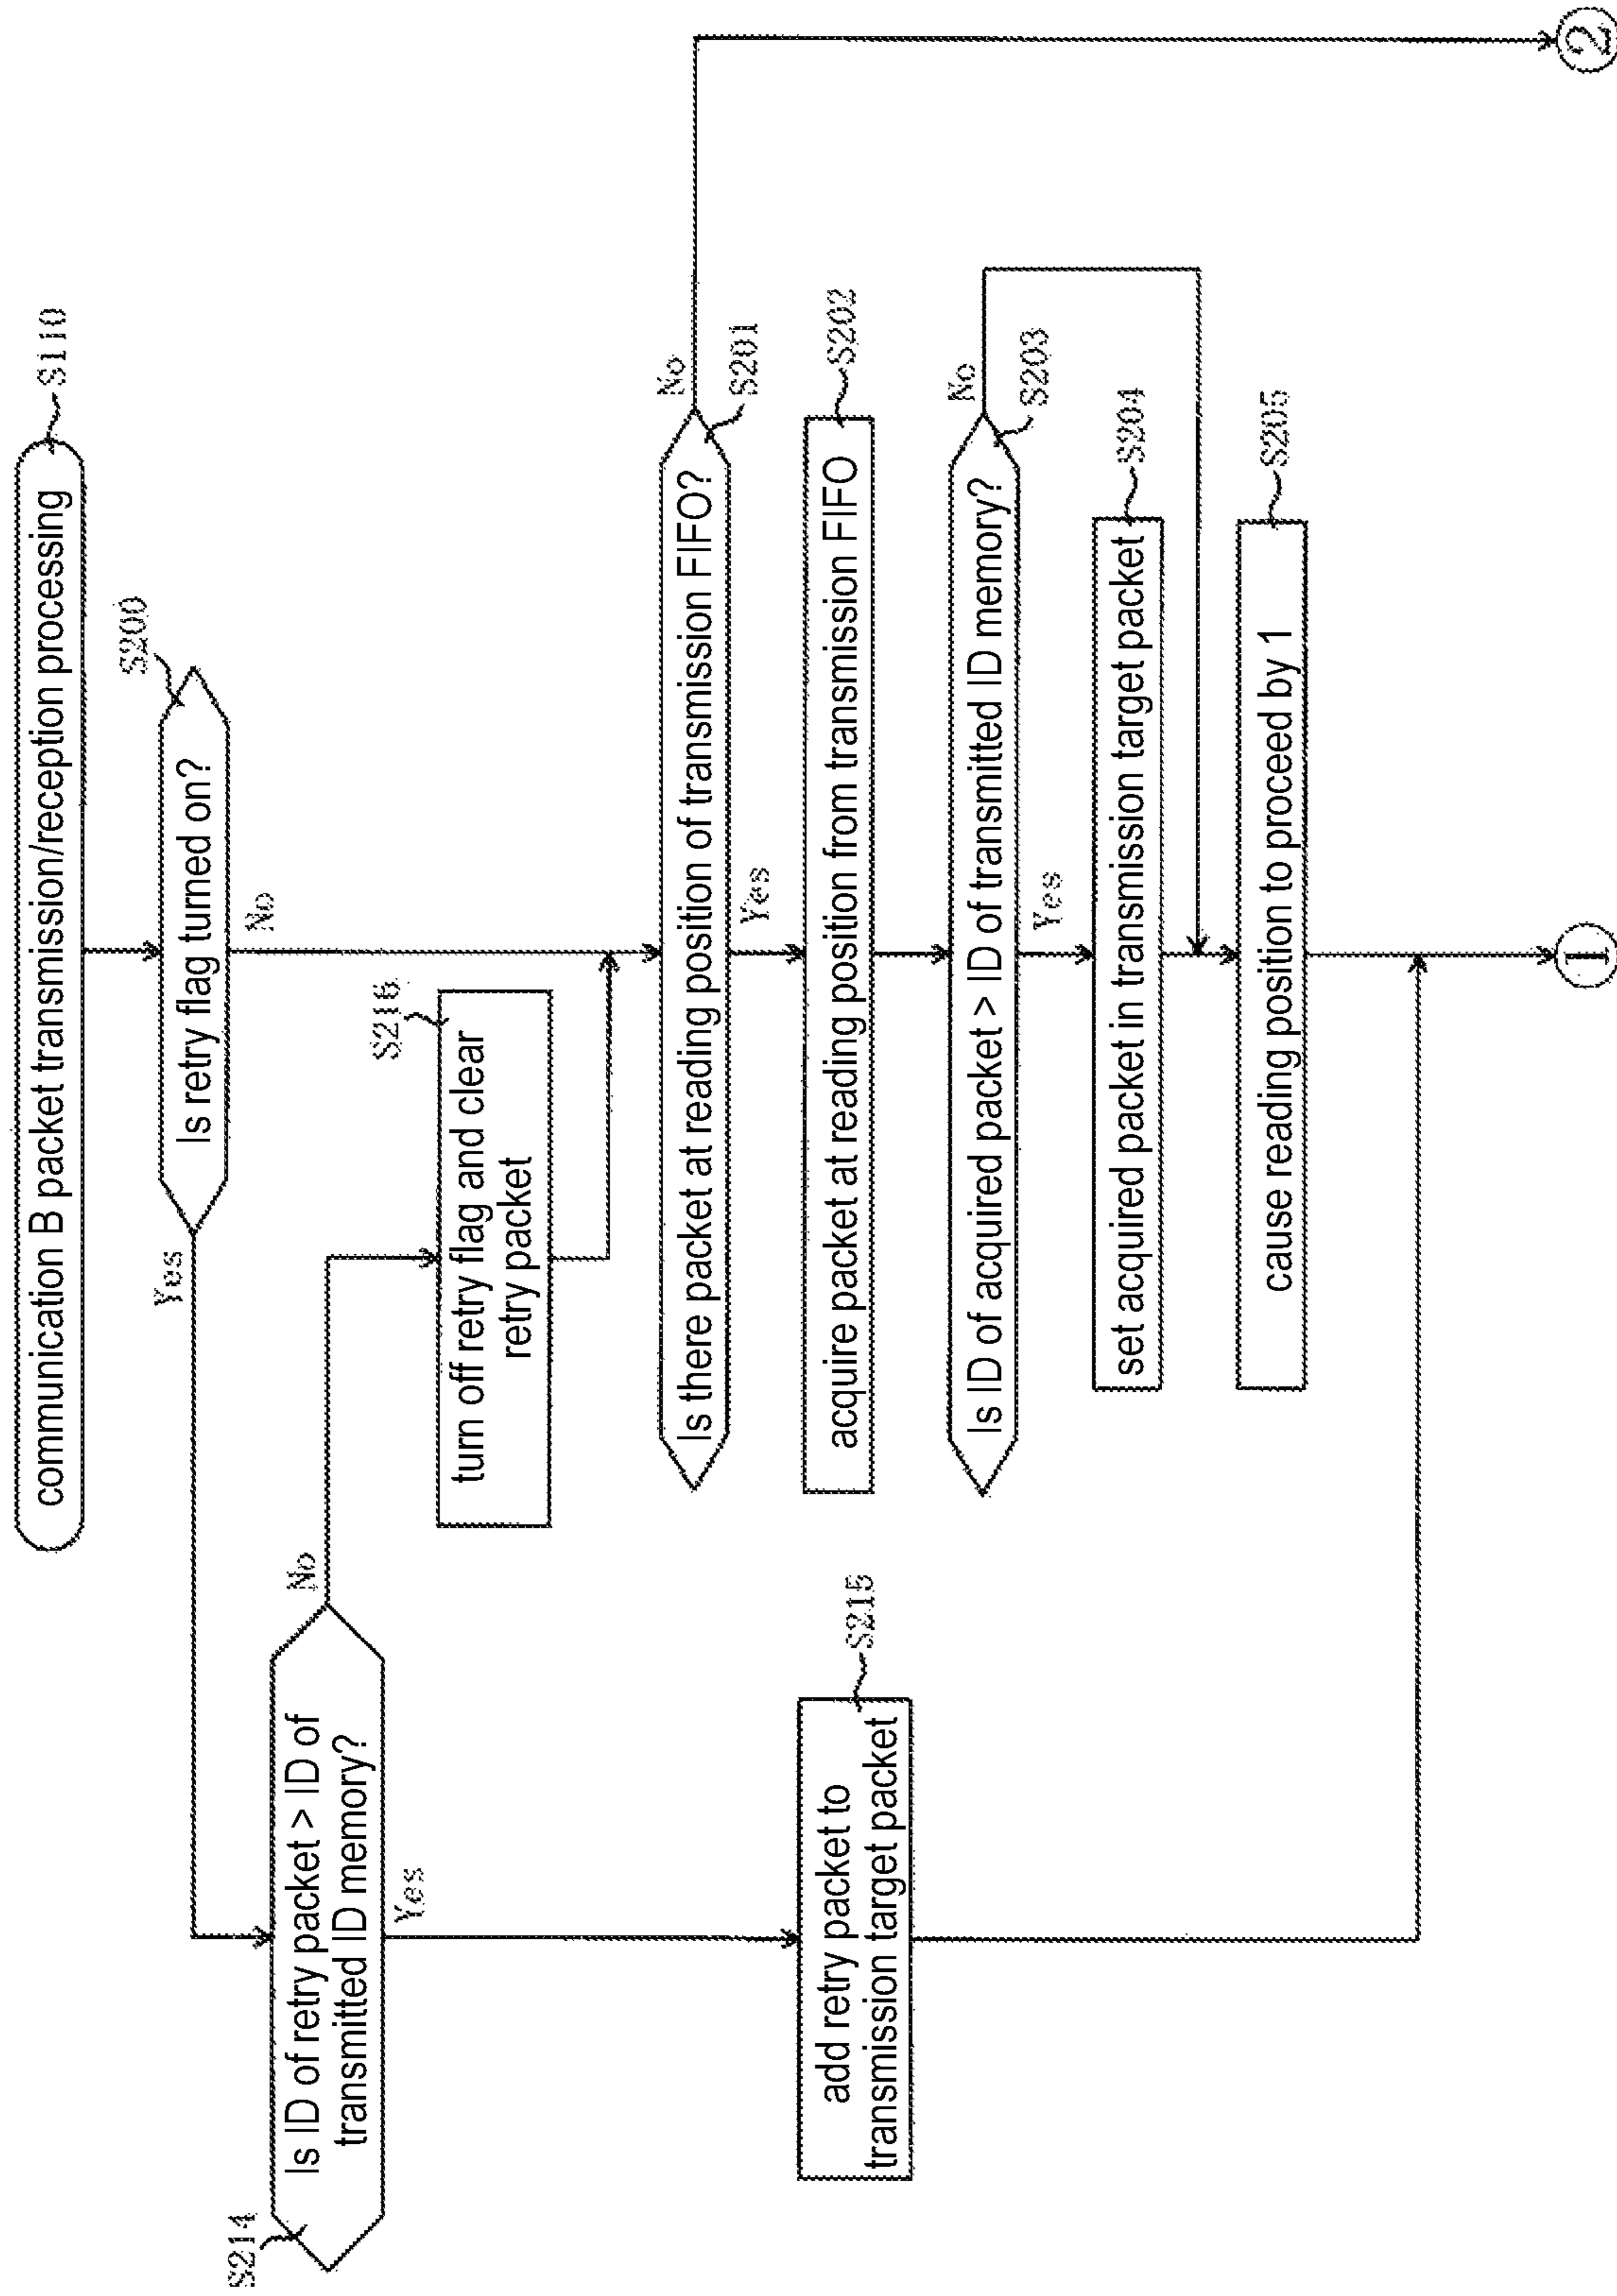 communication B packet transmission/reception processing
S110
Is retry flag turned on?
S200
Yes
No
Is ID of retry packet > ID of
transmitted ID memory?
S214
No
Yes
turn off retry flag and clear
retry packet
S216
Is there packet at reading position of transmission FIFO?
S201
No
Yes
acquire packet at reading position from transmission FIFO
S202
add retry packet to
transmission target packet
S215
Is ID of acquired packet > ID of transmitted ID memory?
S203
No
Yes
set acquired packet in transmission target packet
S204
cause reading position to proceed by 1
S205
1
2